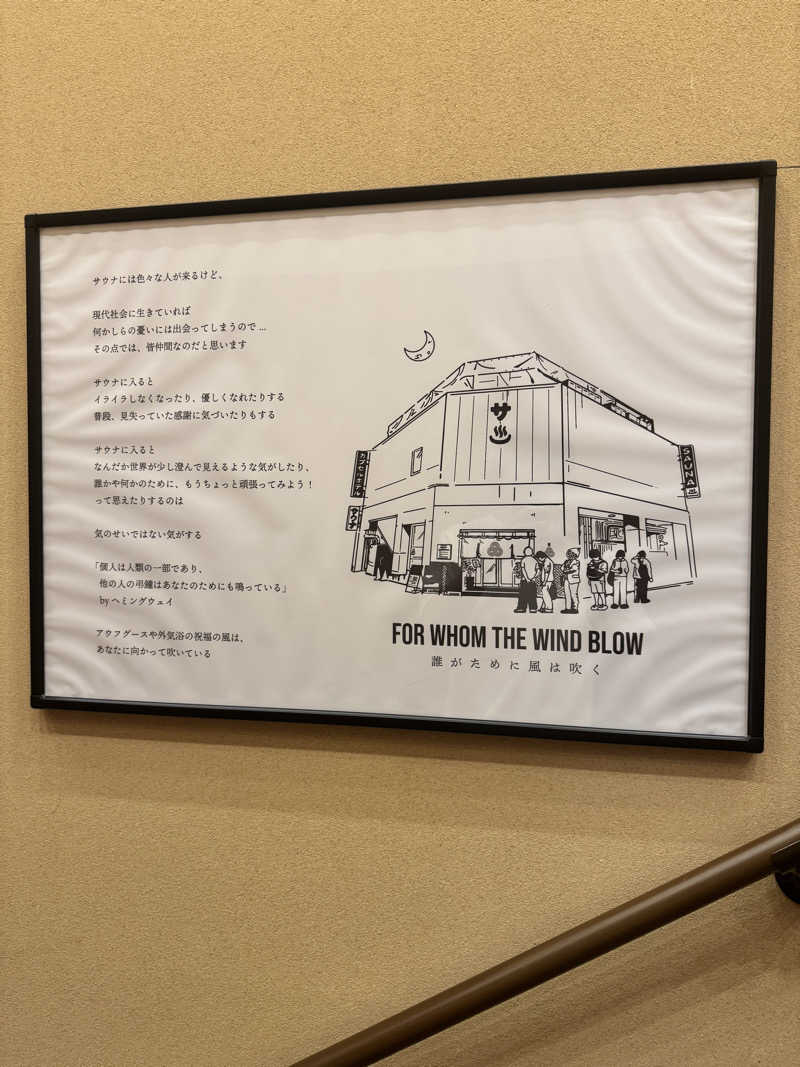 サウナには色々な人が来るけど、
現代社会に生きていれば
何かしらの憂いには出会ってしまうので...
その点では、皆仲間なのだと思います
サウナに入ると
イライラしなくなったり、優しくなれたりする
普段、見失っていた感謝に気づいたりもする
サウナに入ると
なんだか世界が少し澄んで見えるような気がしたり、
誰かや何かのために、もうちょっと頑張ってみよう！
って思えたりするのは
気のせいではない気がする
「個人は人類の一部であり、
他の人の弔鐘はあなたのためにも鳴っている」
by ヘミングウェイ
アウフグースや外気浴の祝福の風は、
あなたに向かって吹いている
サ
カプセルホテル
サウナ
SAUNA
FOR WHOM THE WIND BLOW
誰がために風は吹く